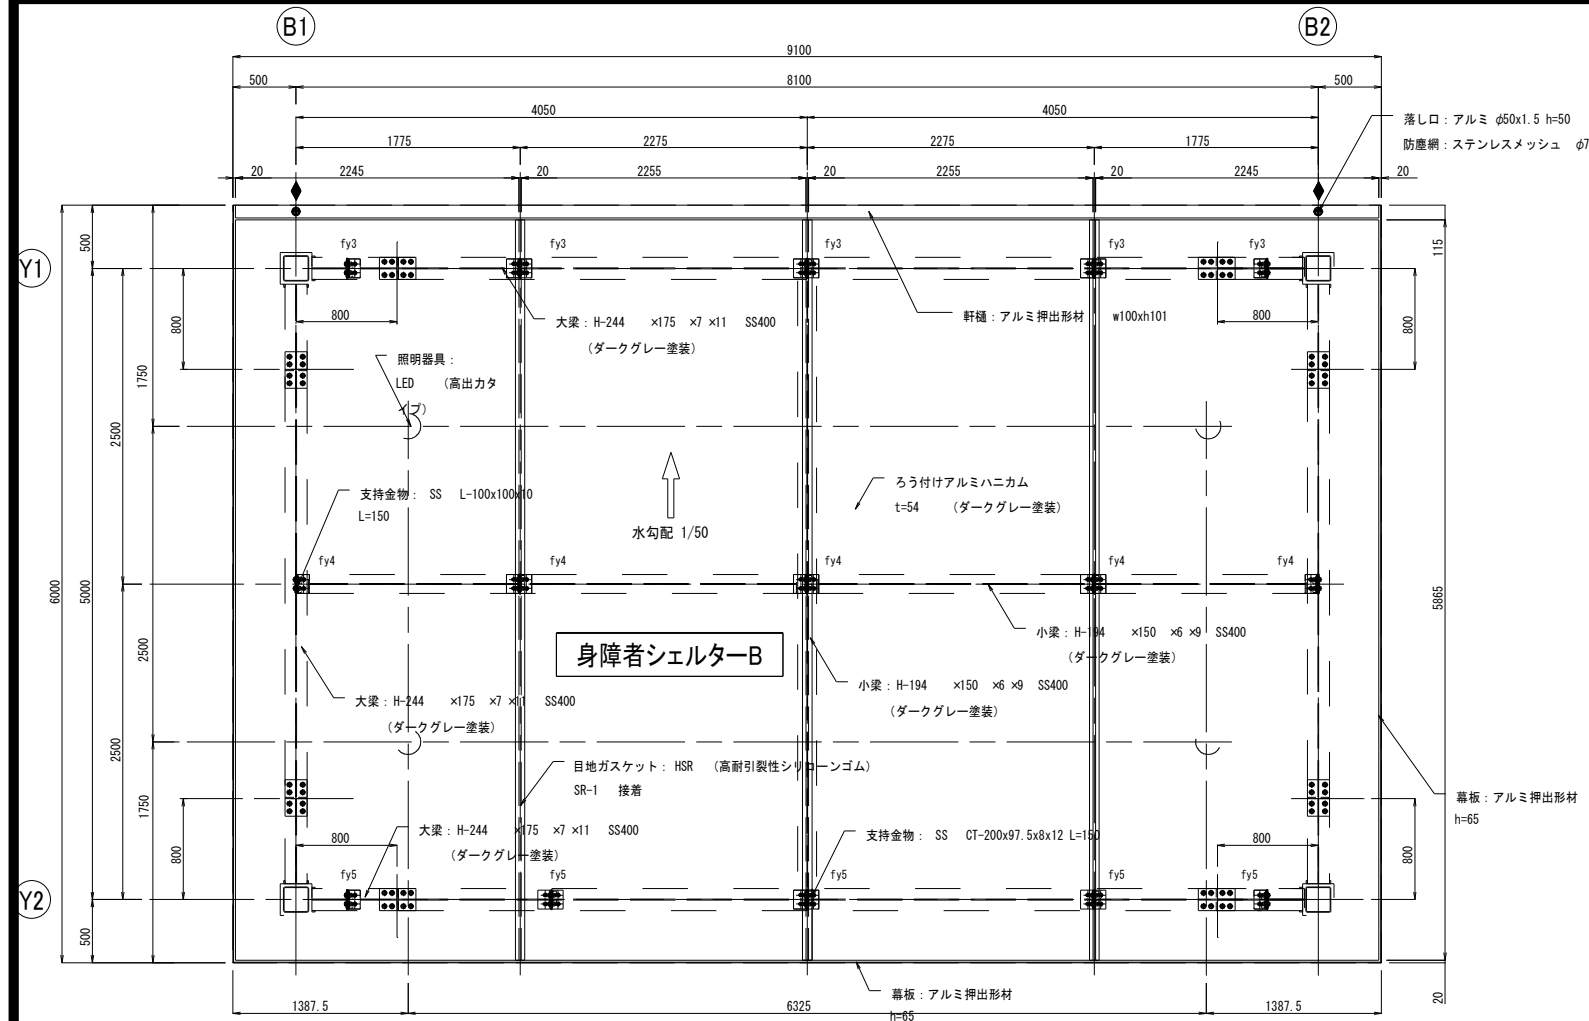 B1
B2
9100
500
8100
500
4050
4050
1775
2275
2275
1775
20
2245
20
2255
20
2255
20
2245
20
落し口：アルミ φ50x1.5 h=50
防塵網：ステンレスメッシュ φ7
Y1
500
115
fy3
fy3
fy3
fy3
fy3
800
800
800
800
大梁：H-244 ×175 ×7 ×11 SS400
（ダークグレー塗装）
軒樋：アルミ押出形材 w100xh101
照明器具：
LED （高出力タ
イプ）
1750
2500
支持金物： SS L-100x100x10
L=150
水勾配 1/50
ろう付けアルミハニカム
t=54 （ダークグレー塗装）
fy4
fy4
fy4
fy4
fy4
6000
5000
5865
身障者シェルターB
小梁：H-194 ×150 ×6 ×9 SS400
（ダークグレー塗装）
2500
小梁：H-194 ×150 ×6 ×9 SS400
（ダークグレー塗装）
大梁：H-244 ×175 ×7 ×11 SS400
（ダークグレー塗装）
2500
目地ガスケット： HSR （高耐引裂性シリコーンゴム）
SR-1 接着
1750
幕板：アルミ押出形材
h=65
大梁：H-244 ×175 ×7 ×11 SS400
（ダークグレー塗装）
支持金物： SS CT-200x97.5x8x12 L=150
800
800
800
800
fy5
fy5
fy5
fy5
fy5
Y2
500
幕板：アルミ押出形材
h=65
20
1387.5
6325
1387.5